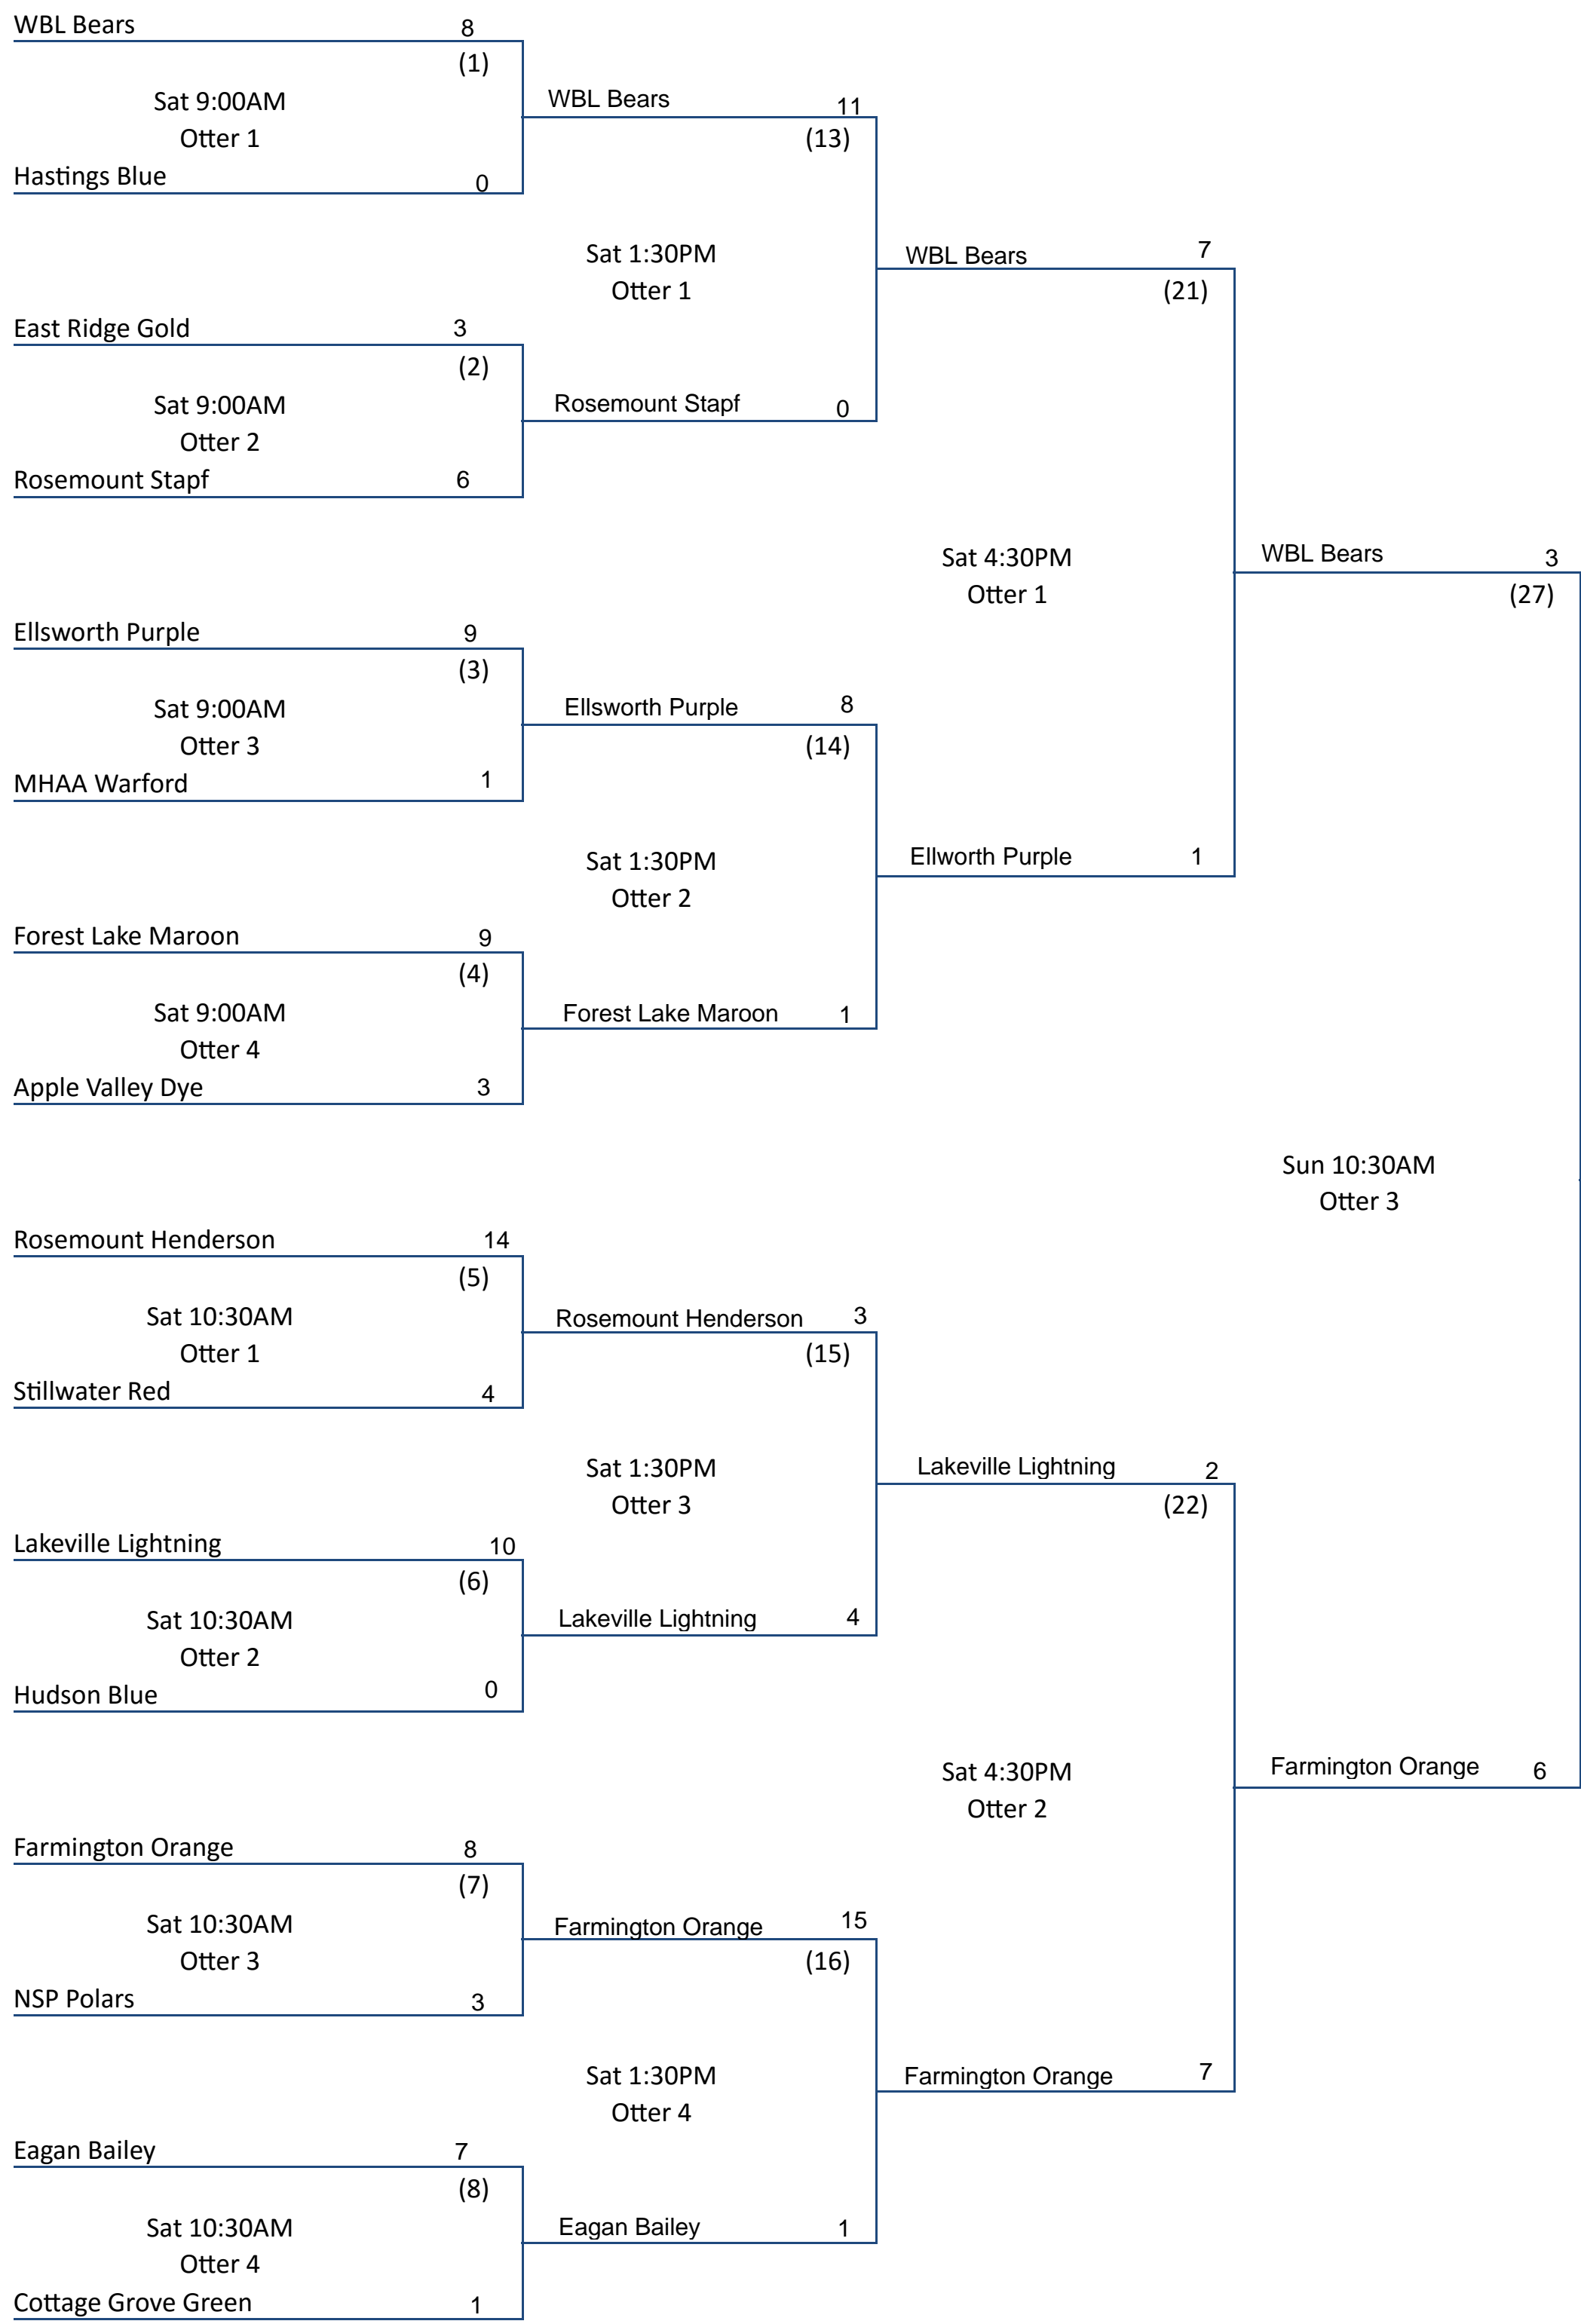 WBL Bears 8
(1)
Sat 9:00AM
Otter 1
Hastings Blue 0
WBL Bears 11
(13)
Sat 1:30PM
Otter 1
East Ridge Gold 3
(2)
Sat 9:00AM
Otter 2
Rosemount Stapf 6
Rosemount Stapf 0
WBL Bears 7
(21)
Sat 4:30PM
Otter 1
Ellsworth Purple 9
(3)
Sat 9:00AM
Otter 3
MHAA Warford 1
Ellsworth Purple 8
(14)
Sat 1:30PM
Otter 2
Forest Lake Maroon 9
(4)
Sat 9:00AM
Otter 4
Apple Valley Dye 3
Forest Lake Maroon 1
Ellworth Purple 1
WBL Bears 3
(27)
Sun 10:30AM
Otter 3
Rosemount Henderson 14
(5)
Sat 10:30AM
Otter 1
Stillwater Red 4
Rosemount Henderson 3
(15)
Sat 1:30PM
Otter 3
Lakeville Lightning 10
(6)
Sat 10:30AM
Otter 2
Hudson Blue 0
Lakeville Lightning 4
Lakeville Lightning 2
(22)
Sat 4:30PM
Otter 2
Farmington Orange 8
(7)
Sat 10:30AM
Otter 3
NSP Polars 3
Farmington Orange 15
(16)
Sat 1:30PM
Otter 4
Eagan Bailey 7
(8)
Sat 10:30AM
Otter 4
Cottage Grove Green 1
Eagan Bailey 1
Farmington Orange 7
Farmington Orange 6